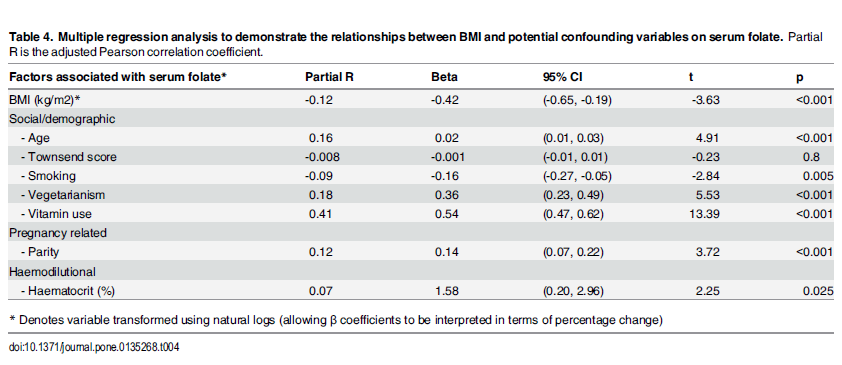 Table 4. Multiple regression analysis to demonstrate the relationships between BMI and potential confounding variables on serum folate. Partial
R is the adjusted Pearson correlation coefficient.
Factors associated with serum folate* Partial R Beta 95% CI t p
BMI (kg/m2)* -0.12 -0.42 (-0.65, -0.19) -3.63 <0.001
Social/demographic
- Age 0.16 0.02 (0.01, 0.03) 4.91 <0.001
- Townsend score -0.008 -0.001 (-0.01, 0.01) -0.23 0.8
- Smoking -0.09 -0.16 (-0.27, -0.05) -2.84 0.005
- Vegetarianism 0.18 0.36 (0.23, 0.49) 5.53 <0.001
- Vitamin use 0.41 0.54 (0.47, 0.62) 13.39 <0.001
Pregnancy related
- Parity 0.12 0.14 (0.07, 0.22) 3.72 <0.001
Haemodilutional
- Haematocrit (%) 0.07 1.58 (0.20, 2.96) 2.25 0.025
* Denotes variable transformed using natural logs (allowing β coefficients to be interpreted in terms of percentage change)
doi:10.1371/journal.pone.0135268.t004